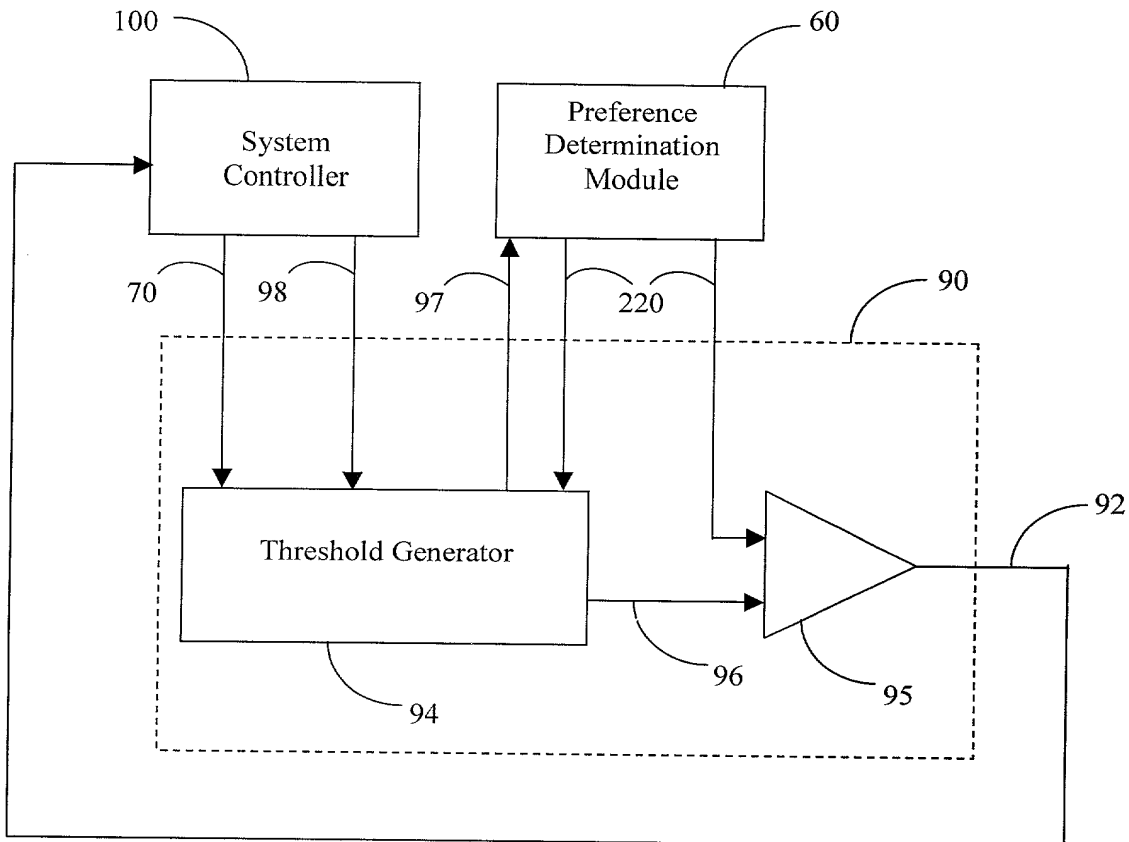 100
60
System
Controller
Preference
Determination
Module
70
98
97
220
90
Threshold Generator
92
96
95
94